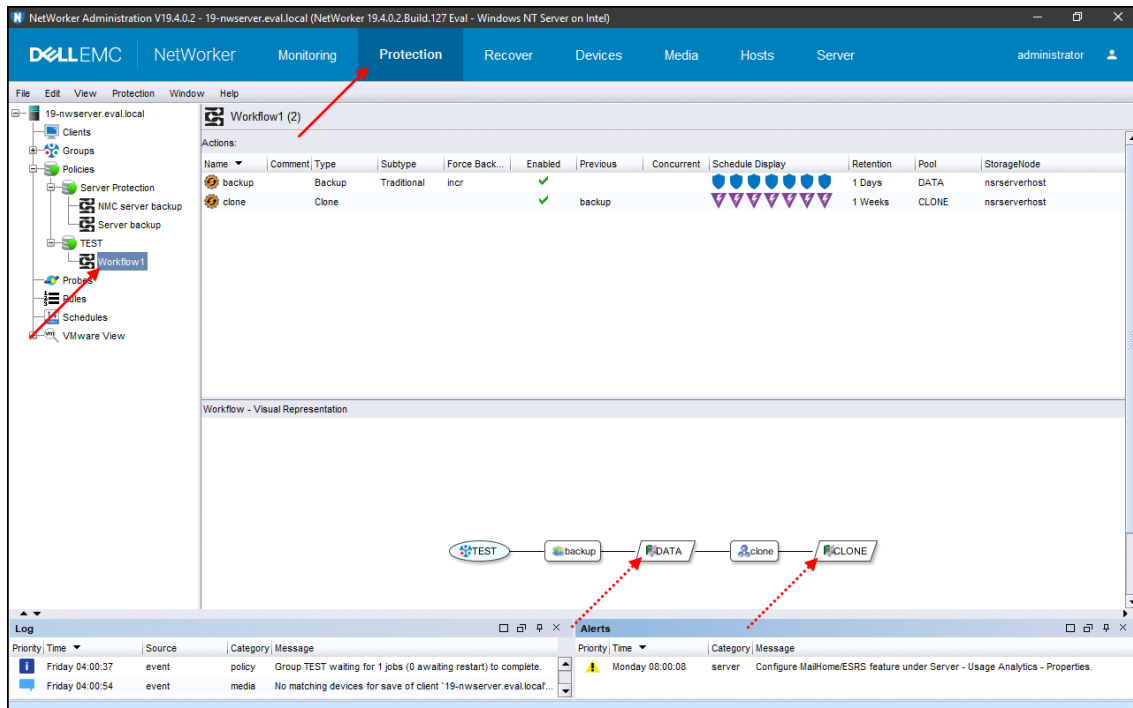 NetWorker Administration V19.4.0.2 - 19-nwserver.eval.local (NetWorker 19.4.0.2.Build.127 Eval - Windows NT Server on Intel)
DELLEMC NetWorker Monitoring Protection Recover Devices Media Hosts Server administrator
File Edit View Protection Window Help
19-nwserver.eval.local
Clients
Groups
Policies
Server Protection
NMC server backup
Server backup
TEST
Workflow1
Probes
Rules
Schedules
VMware View
Workflow1 (2)
Actions:
Name Comment Type Subtype Force Back... Enabled Previous Concurrent Schedule Display Retention Pool StorageNode
backup Backup Traditional incr 1 Days DATA nsrserverhost
clone Clone backup 1 Weeks CLONE nsrserverhost
Workflow - Visual Representation
TEST backup DATA clone CLONE
Log
Priority Time Source Category Message
Friday 04:00:37 event policy Group TEST waiting for 1 jobs (0 awaiting restart) to complete.
Friday 04:00:54 event media No matching devices for save of client `19-nwserver.eval.local'...
Alerts
Priority Time Category Message
Monday 08:00:08 server Configure MailHome/ESRS feature under Server - Usage Analytics - Properties.